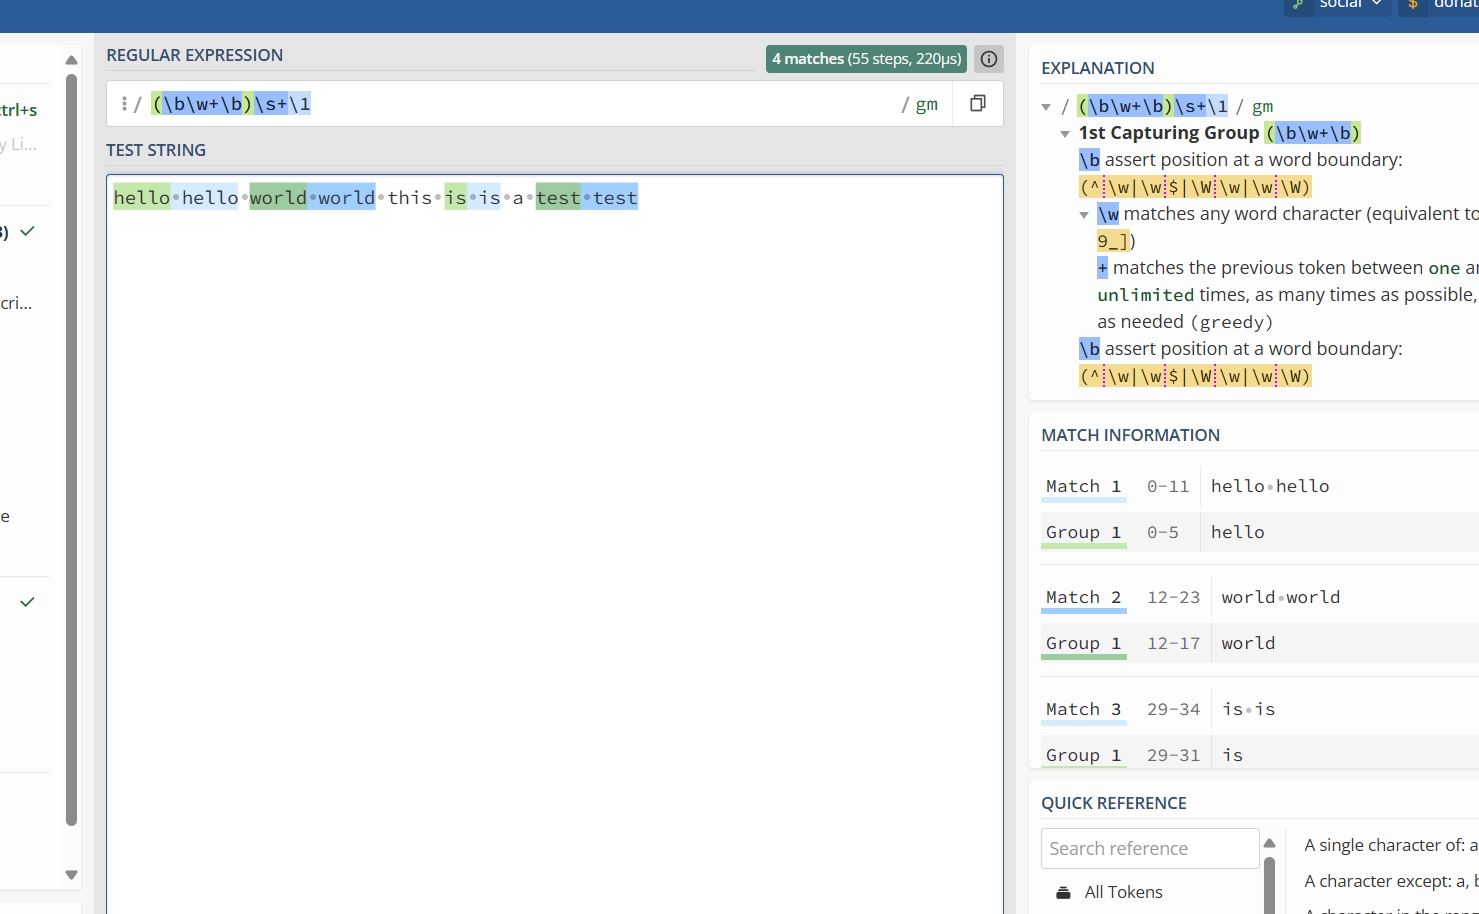 social
$ donat
trl+s
y Li...
3)
cri...
e
REGULAR EXPRESSION
4 matches (55 steps, 220μs)
/ (\b\w+\b)\s+\1
/ gm
TEST STRING
hello·hello·world·world·this·is·is·a·test·test
EXPLANATION
/ (\b\w+\b)\s+\1 / gm
1st Capturing Group (\b\w+\b)
\b assert position at a word boundary:
(^\w|\w$|\W\w|\w\W)
\w matches any word character (equivalent to
9_])
+ matches the previous token between one an
unlimited times, as many times as possible,
as needed (greedy)
\b assert position at a word boundary:
(^\w|\w$|\W\w|\w\W)
MATCH INFORMATION
Match 1 0-11 hello·hello
Group 1 0-5 hello
Match 2 12-23 world·world
Group 1 12-17 world
Match 3 29-34 is·is
Group 1 29-31 is
QUICK REFERENCE
Search reference
All Tokens
A single character of: a
A character except: a, b